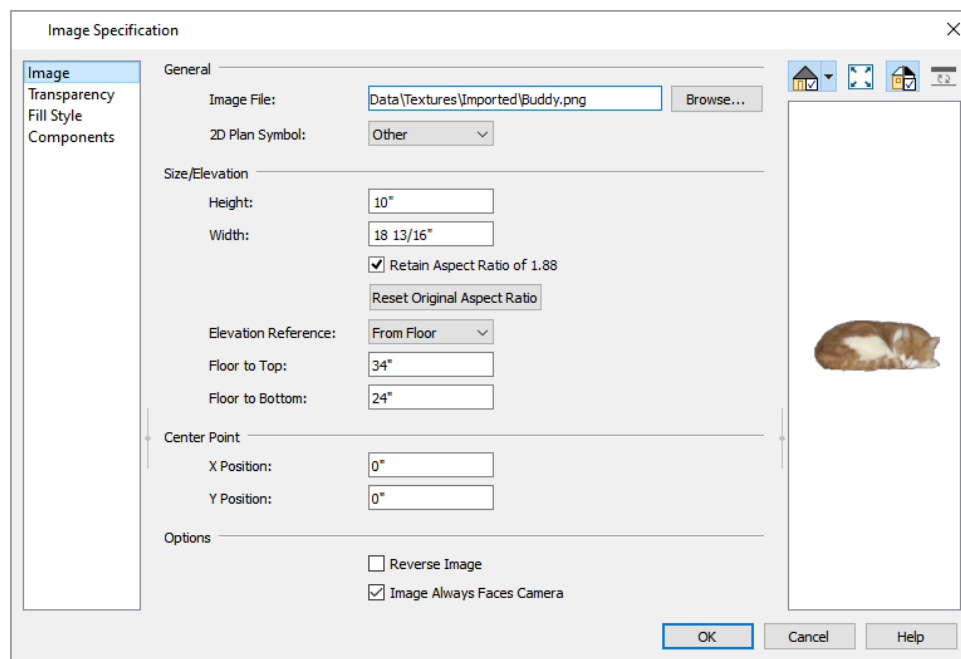 Image Specification
Image
Transparency
Fill Style
Components
General
Image File: Data\Textures\Imported\Buddy.png Browse...
2D Plan Symbol: Other
Size/Elevation
Height: 10"
Width: 18 13/16"
Retain Aspect Ratio of 1.88
Reset Original Aspect Ratio
Elevation Reference: From Floor
Floor to Top: 34"
Floor to Bottom: 24"
Center Point
X Position: 0"
Y Position: 0"
Options
Reverse Image
Image Always Faces Camera
OK Cancel Help